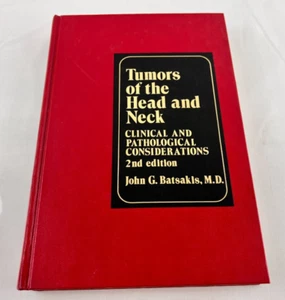 Tumors
of the
Head and
Neck
CLINICAL AND
PATHOLOGICAL
CONSIDERATIONS
2nd edition
John G. Batsakis, M.D.